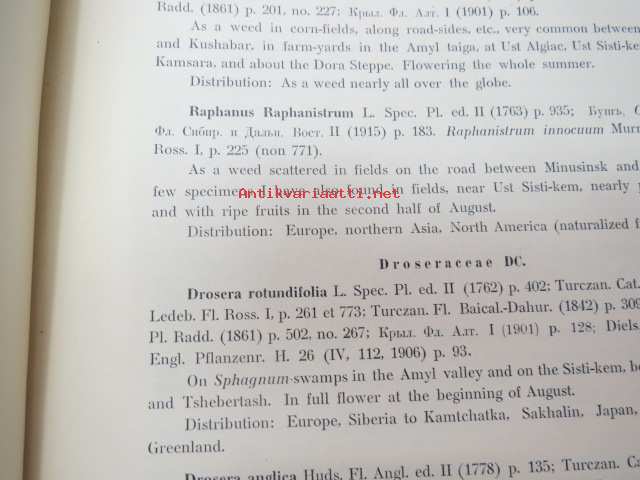 Radd. (1861) p. 201, no. 227; Крыл. Фл. Алт. I (1901) p. 106.
As a weed in corn-fields, along road-sides, etc., very common between
and Kushabar, in farm-yards in the Amyl taiga, at Ust Algiac, Ust Sisti-ke
Kamsara, and about the Dora Steppe. Flowering the whole summer.
Distribution: As a weed nearly all over the globe.
Raphanus Raphanistrum L. Spec. Pl. ed. II (1763) p. 935; Бушъ,
Фл. Сибир. и Дальн. Вост. II (1915) p. 183. Raphanistrum innocuum Mur
Ross. I, p. 225 (non 771).
As a weed scattered in fields on the road between Minusinsk and
few specimens I have also found in fields, near Ust Sisti-kem, nearly
Antikvariaatti.net
and with ripe fruits in the second half of August.
Distribution: Europe, northern Asia, North America (naturalized f
Droseraceae DC.
Drosera rotundifolia L. Spec. Pl. ed. II (1762) p. 402; Turczan. Cat.
Ledeb. Fl. Ross. I, p. 261 et 773; Turczan. Fl. Baical.-Dahur. (1842) p. 309
Pl. Radd. (1861) p. 502, no. 267; Крыл. Фл. Алт. I (1901) p. 128; Diels,
Engl. Pflanzenr. H. 26 (IV, 112, 1906) p. 93.
On Sphagnum-swamps in the Amyl valley and on the Sisti-kem, be
and Tshebertash. In full flower at the beginning of August.
Distribution: Europe, Siberia to Kamtchatka, Sakhalin, Japan,
Greenland.
Drosera anglica Huds. Fl. Angl. ed. II (1778) p. 135; Turczan. Ca